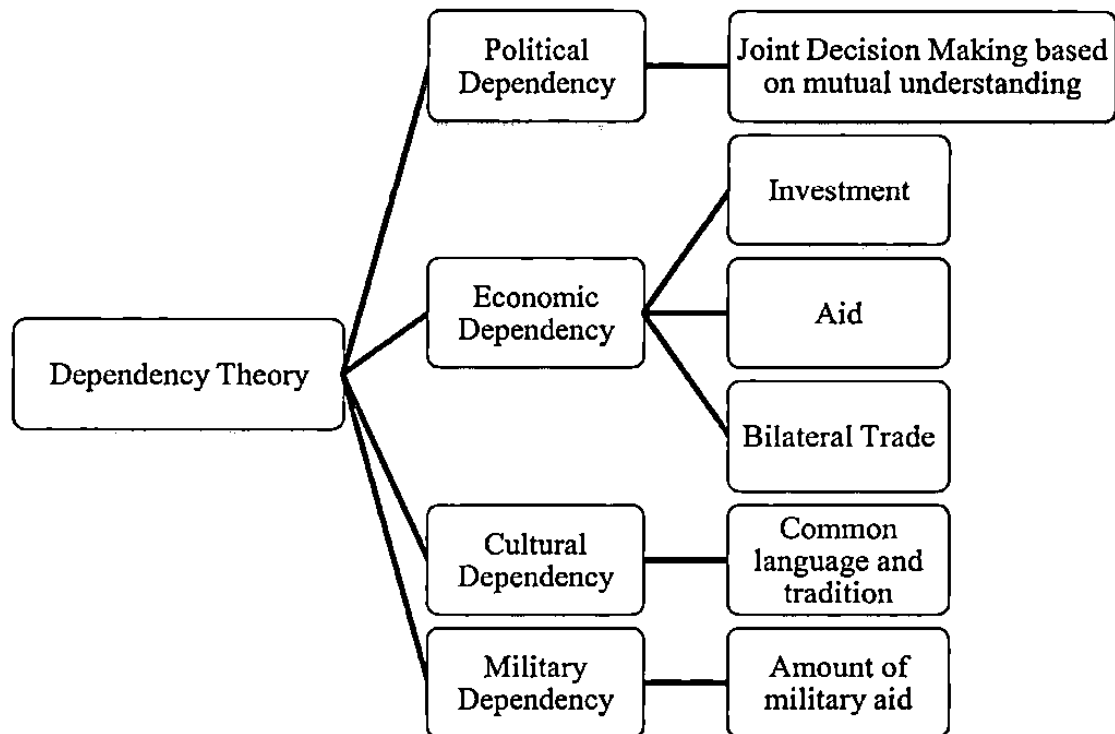 Political
Dependency
Joint Decision Making based
on mutual understanding
Investment
Economic
Dependency
Aid
Dependency Theory
Bilateral Trade
Cultural
Dependency
Common
language and
tradition
Military
Dependency
Amount of
military aid